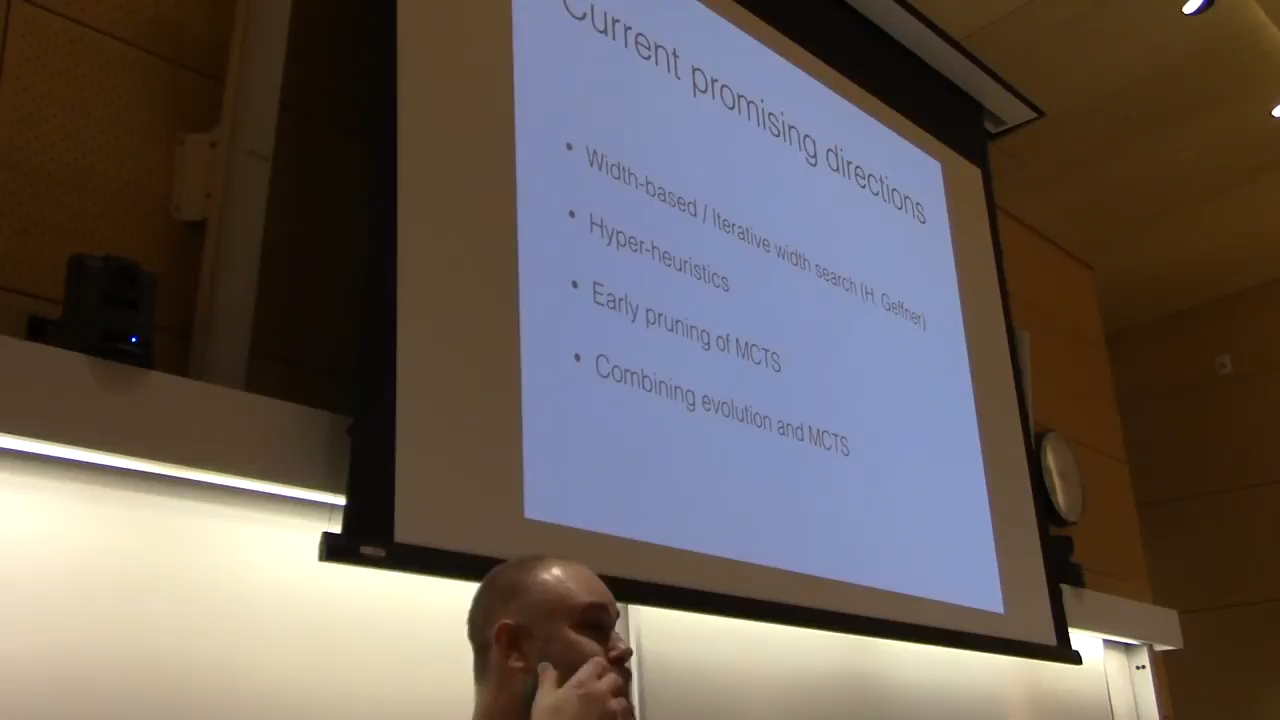 Current promising directions
• Width-based / Iterative width search (H. Geffner)
• Hyper-heuristics
• Early pruning of MCTS
• Combining evolution and MCTS